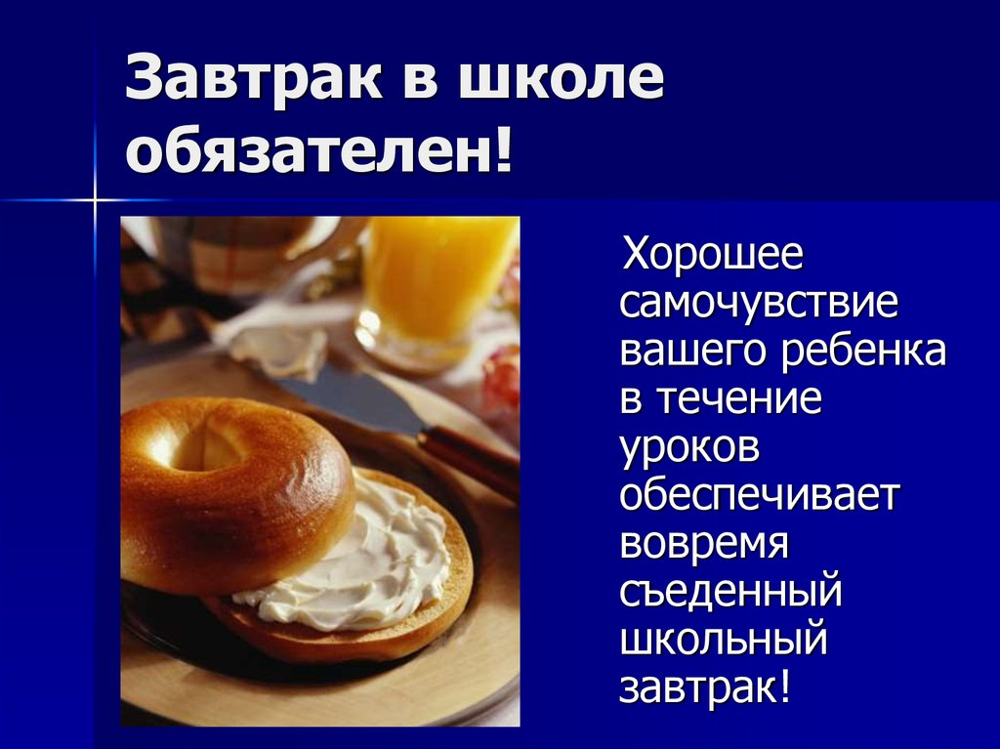 Завтрак в школе
обязателен!
Хорошее
самочувствие
вашего ребенка
в течение
уроков
обеспечивает
вовремя
съеденный
школьный
завтрак!